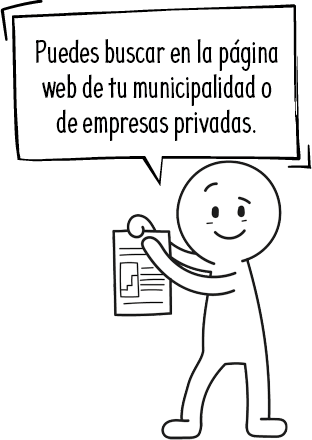 Puedes buscar en la página
web de tu municipalidad o
de empresas privadas.